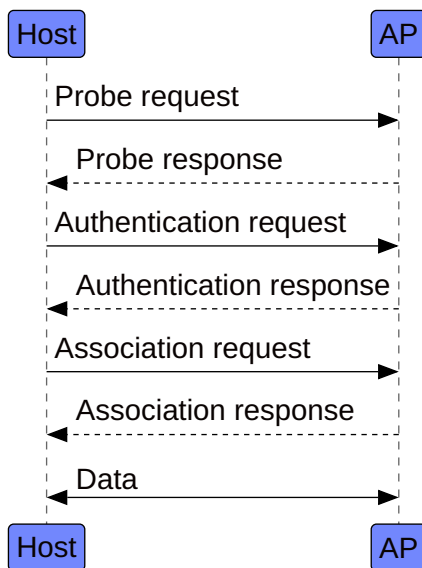 Host AP
Probe request
Probe response
Authentication request
Authentication response
Association request
Association response
Data
Host AP